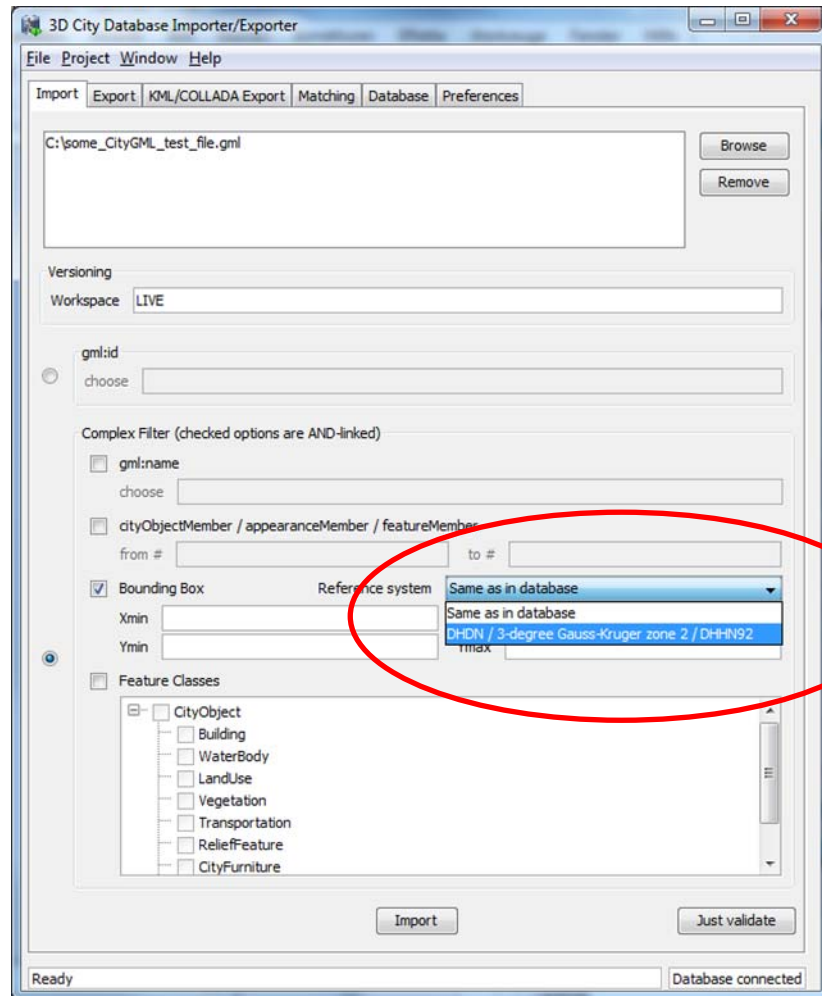 3D City Database Importer/Exporter
File Project Window Help
Import Export KML/COLLADA Export Matching Database Preferences
C:\some_CityGML_test_file.gml
Browse
Remove
Versioning
Workspace LIVE
gml:id
choose
Complex Filter (checked options are AND-linked)
gml:name
choose
cityObjectMember / appearanceMember / featureMember
from # to #
Bounding Box Reference system Same as in database
Same as in database
Xmin
DHDN / 3-degree Gauss-Kruger zone 2 / DHHN92
Ymin Ymax
Feature Classes
CityObject
Building
WaterBody
LandUse
Vegetation
Transportation
ReliefFeature
CityFurniture
Import Just validate
Ready Database connected